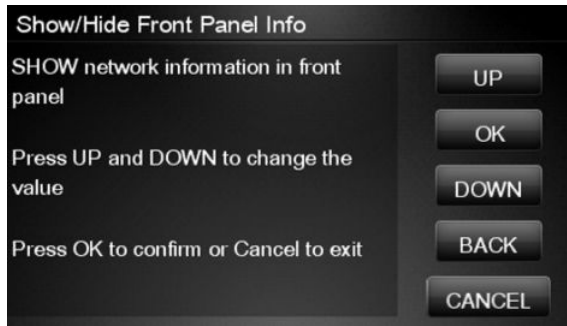 Show/Hide Front Panel Info
SHOW network information in front
panel
Press UP and DOWN to change the
value
Press OK to confirm or Cancel to exit
UP
OK
DOWN
BACK
CANCEL